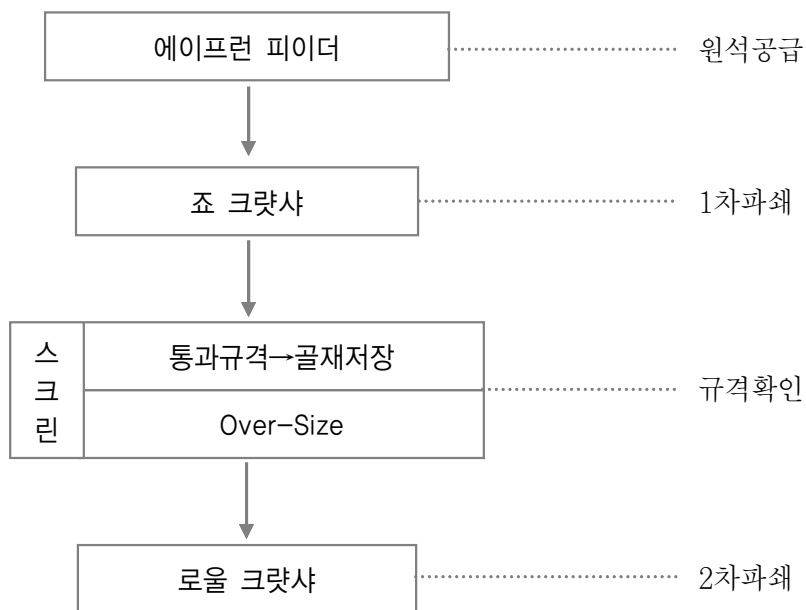 에이프런 피이더 원석공급
죠 크랏샤 1차파쇄
스크린
통과규격→골재저장
규격확인
Over-Size
로울 크랏샤 2차파쇄